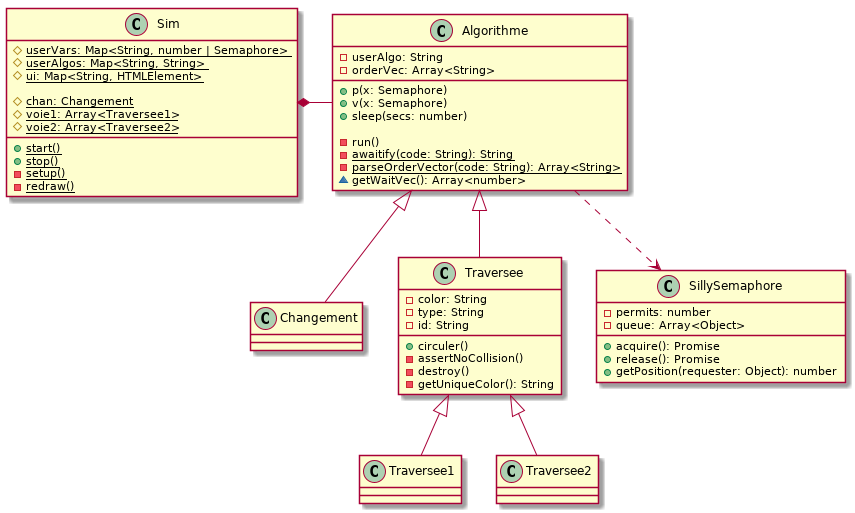 C Sim
userVars: Map<String, number | Semaphore>
userAlgos: Map<String, String>
ui: Map<String, HTMLElement>
chan: Changement
voie1: Array<Traversee1>
voie2: Array<Traversee2>
start()
stop()
setup()
redraw()
C Algorithme
userAlgo: String
orderVec: Array<String>
p(x: Semaphore)
v(x: Semaphore)
sleep(secs: number)
run()
awaitify(code: String): String
parseOrderVector(code: String): Array<String>
getWaitVec(): Array<number>
C Changement
C Traversee
color: String
type: String
id: String
circuler()
assertNoCollision()
destroy()
getUniqueColor(): String
C SillySemaphore
permits: number
queue: Array<Object>
acquire(): Promise
release(): Promise
getPosition(requester: Object): number
C Traversee1
C Traversee2